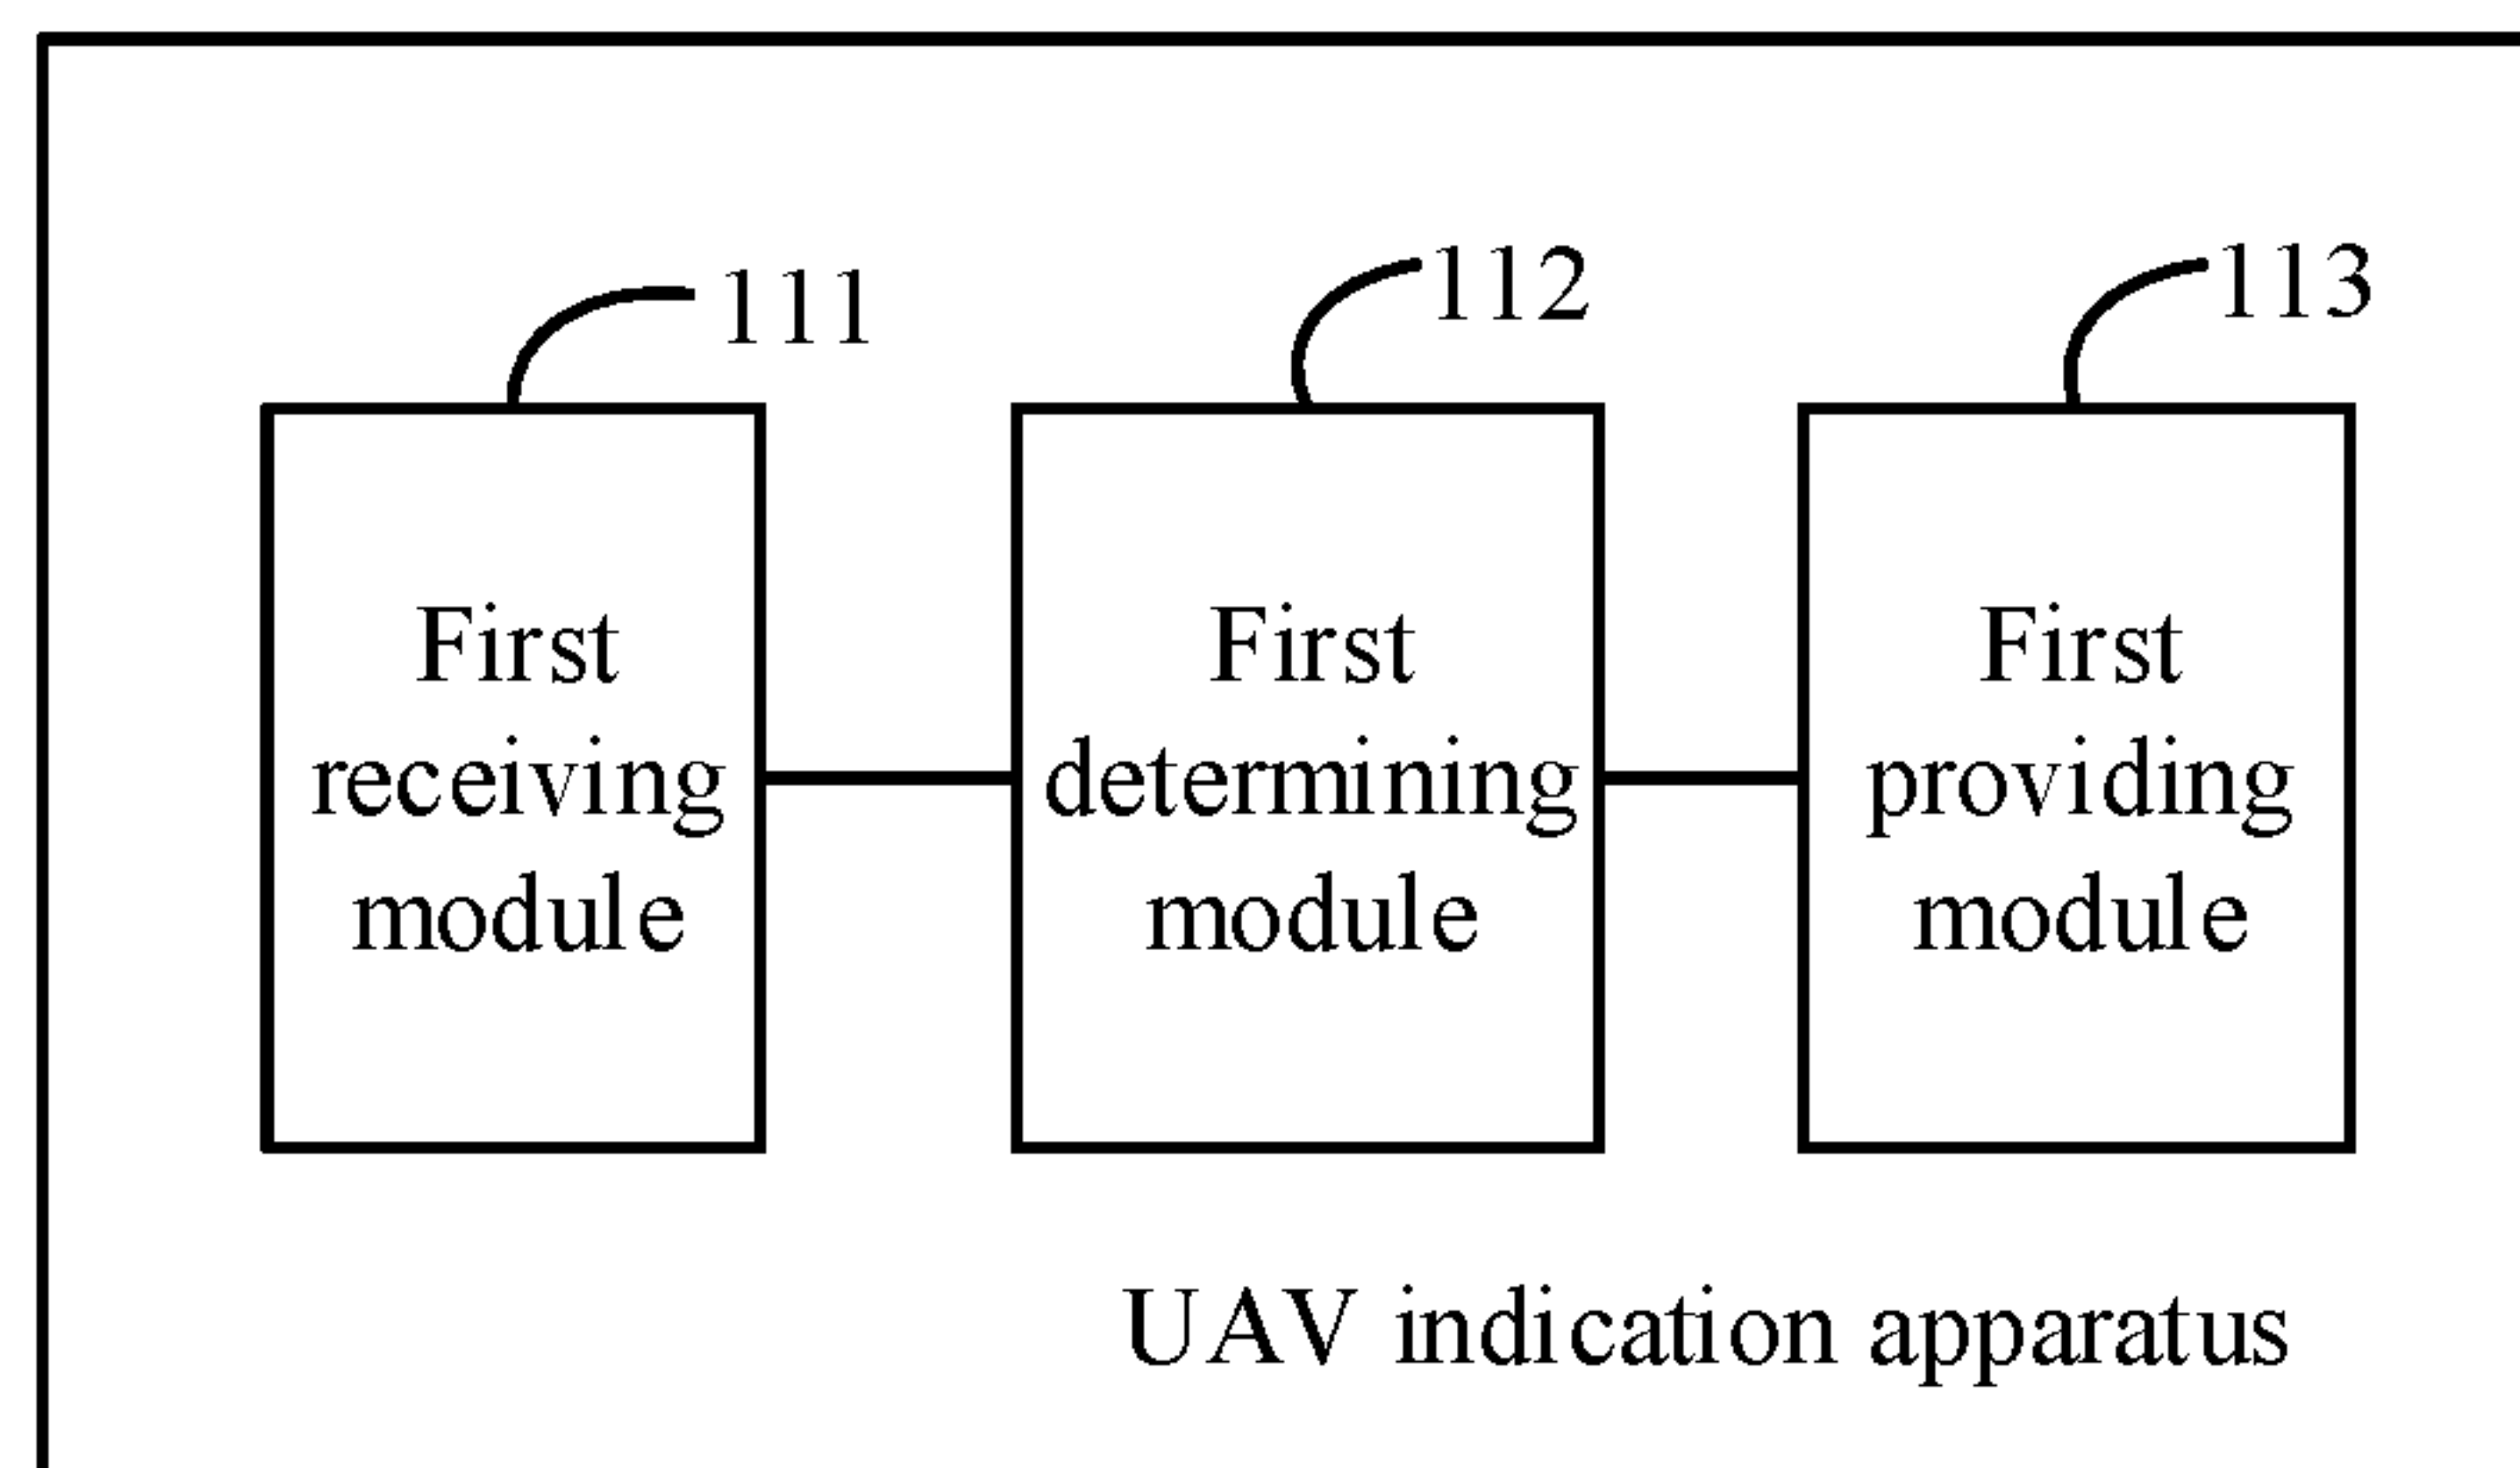 111
112
113
First
receiving
module
First
determining
module
First
providing
module
UAV indication apparatus